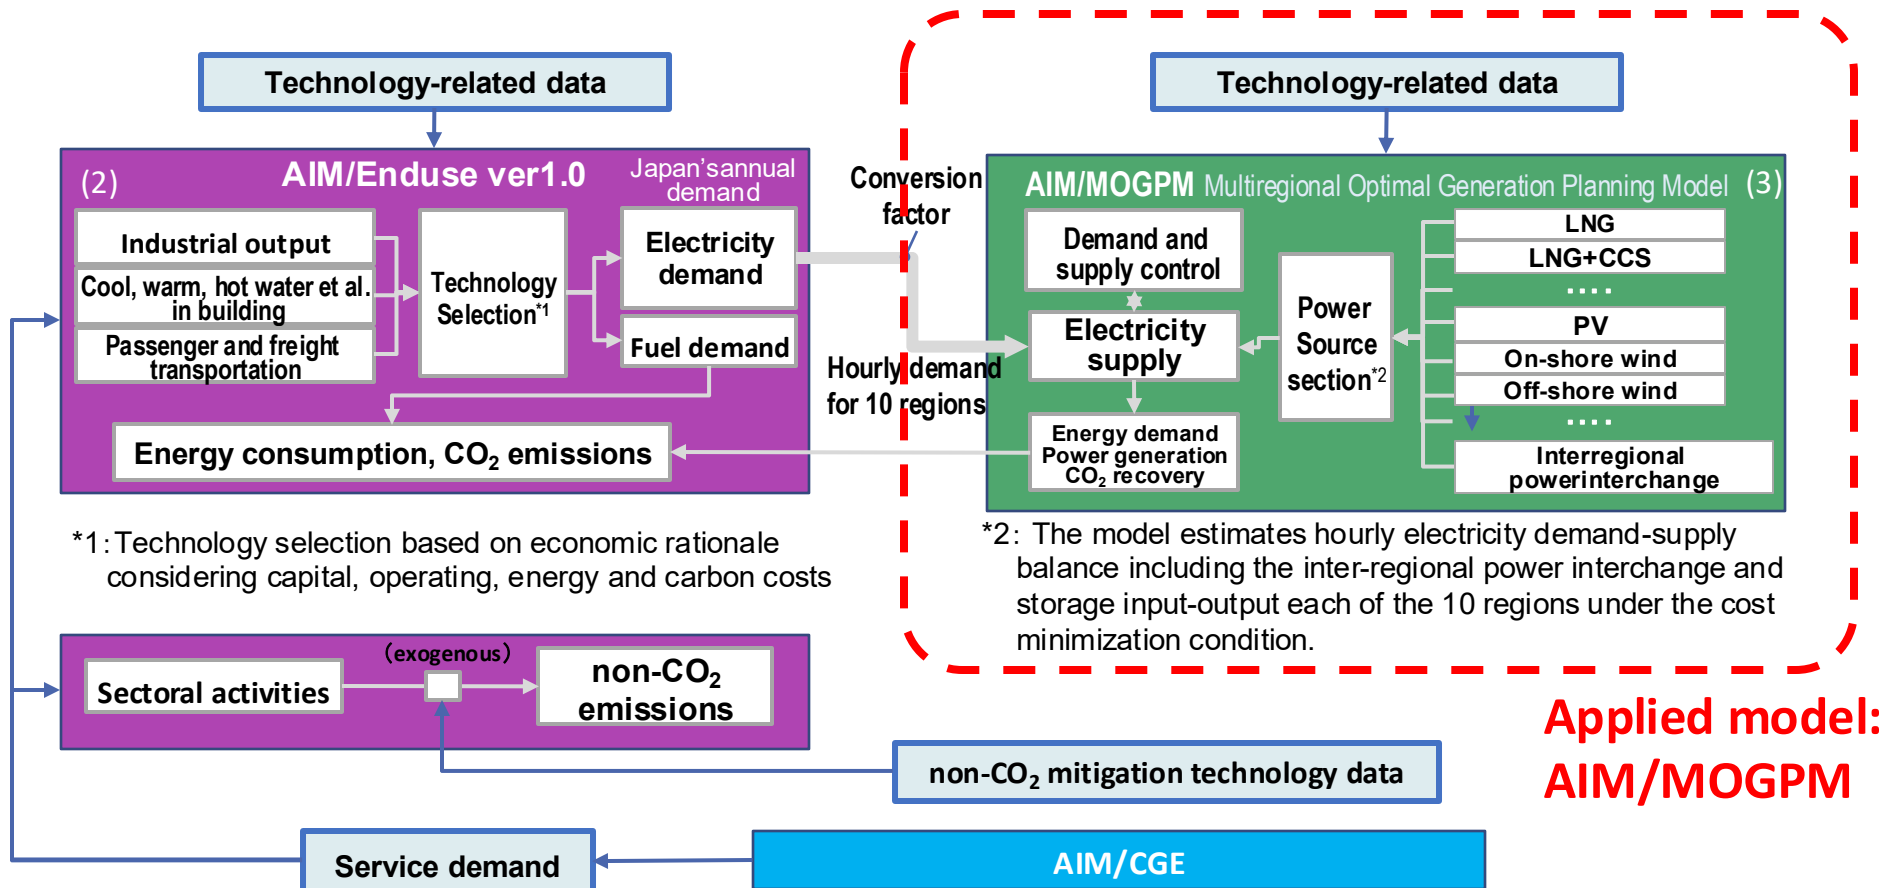 Technology-related data
Technology-related data
(2)
AIM/Enduse ver1.0
Japan'sannual
demand
Industrial output
Cool, warm, hot water et al.
in building
Passenger and freight
transportation
Technology
Selection*1
Electricity
demand
Fuel demand
Energy consumption, CO2 emissions
Conversion
factor
Hourly demand
for 10 regions
AIM/MOGPM Multiregional Optimal Generation Planning Model (3)
Demand and
supply control
Electricity
supply
Energy demand
Power generation
CO2 recovery
Power
Source
section*2
LNG
LNG+CCS
....
PV
On-shore wind
Off-shore wind
....
Interregional
powerinterchange
*1: Technology selection based on economic rationale
considering capital, operating, energy and carbon costs
*2: The model estimates hourly electricity demand-supply
balance including the inter-regional power interchange and
storage input-output each of the 10 regions under the cost
minimization condition.
Sectoral activities
(exogenous)
non-CO2
emissions
Applied model:
AIM/MOGPM
non-CO2 mitigation technology data
Service demand
AIM/CGE